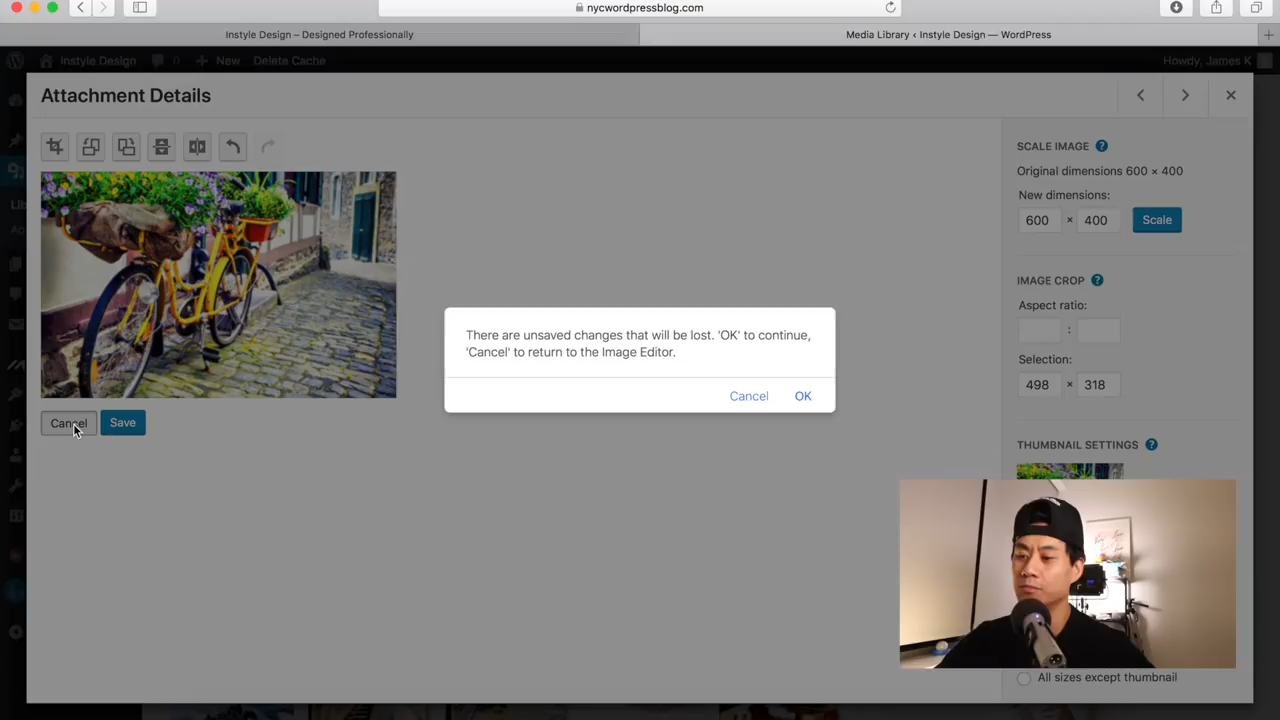 nycwordpressblog.com
Instyle Design – Designed Professionally
Media Library ‹ Instyle Design — WordPress
Instyle Design
0
New
Delete Cache
Howdy, James K
Attachment Details
SCALE IMAGE
Original dimensions 600 × 400
New dimensions:
600 × 400 Scale
IMAGE CROP
Aspect ratio:
:
Selection:
498 × 318
There are unsaved changes that will be lost. 'OK' to continue,
'Cancel' to return to the Image Editor.
Cancel OK
Cancel Save
THUMBNAIL SETTINGS
All sizes except thumbnail